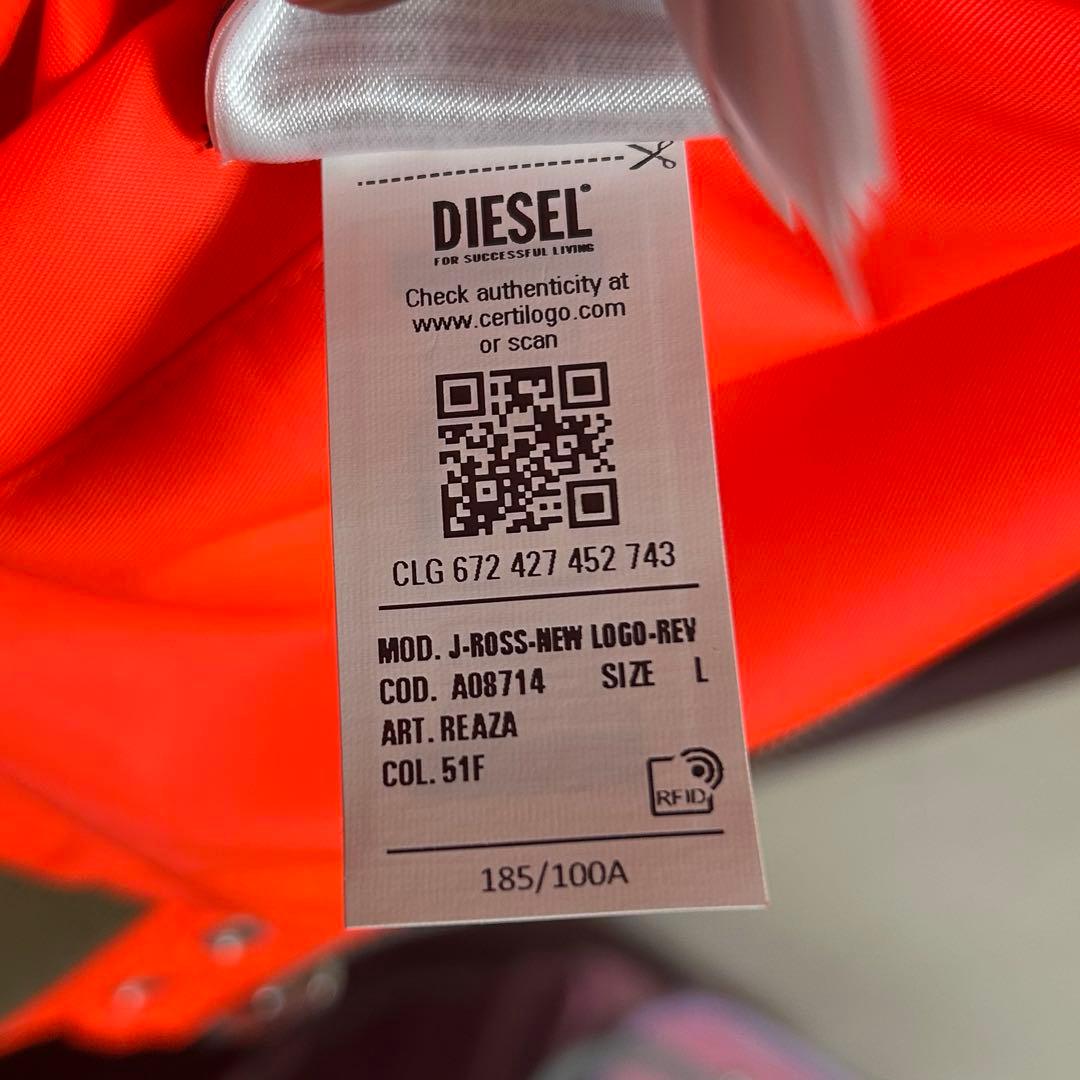 DIESEL®
FOR SUCCESSFUL LIVING
Check authenticity at
www.certilogo.com
or scan
CLG 672 427 452 743
MOD. J-ROSS-NEW LOGO-REV
COD. A08714 SIZE L
ART. REAZA
COL. 51F
RFID
185/100A